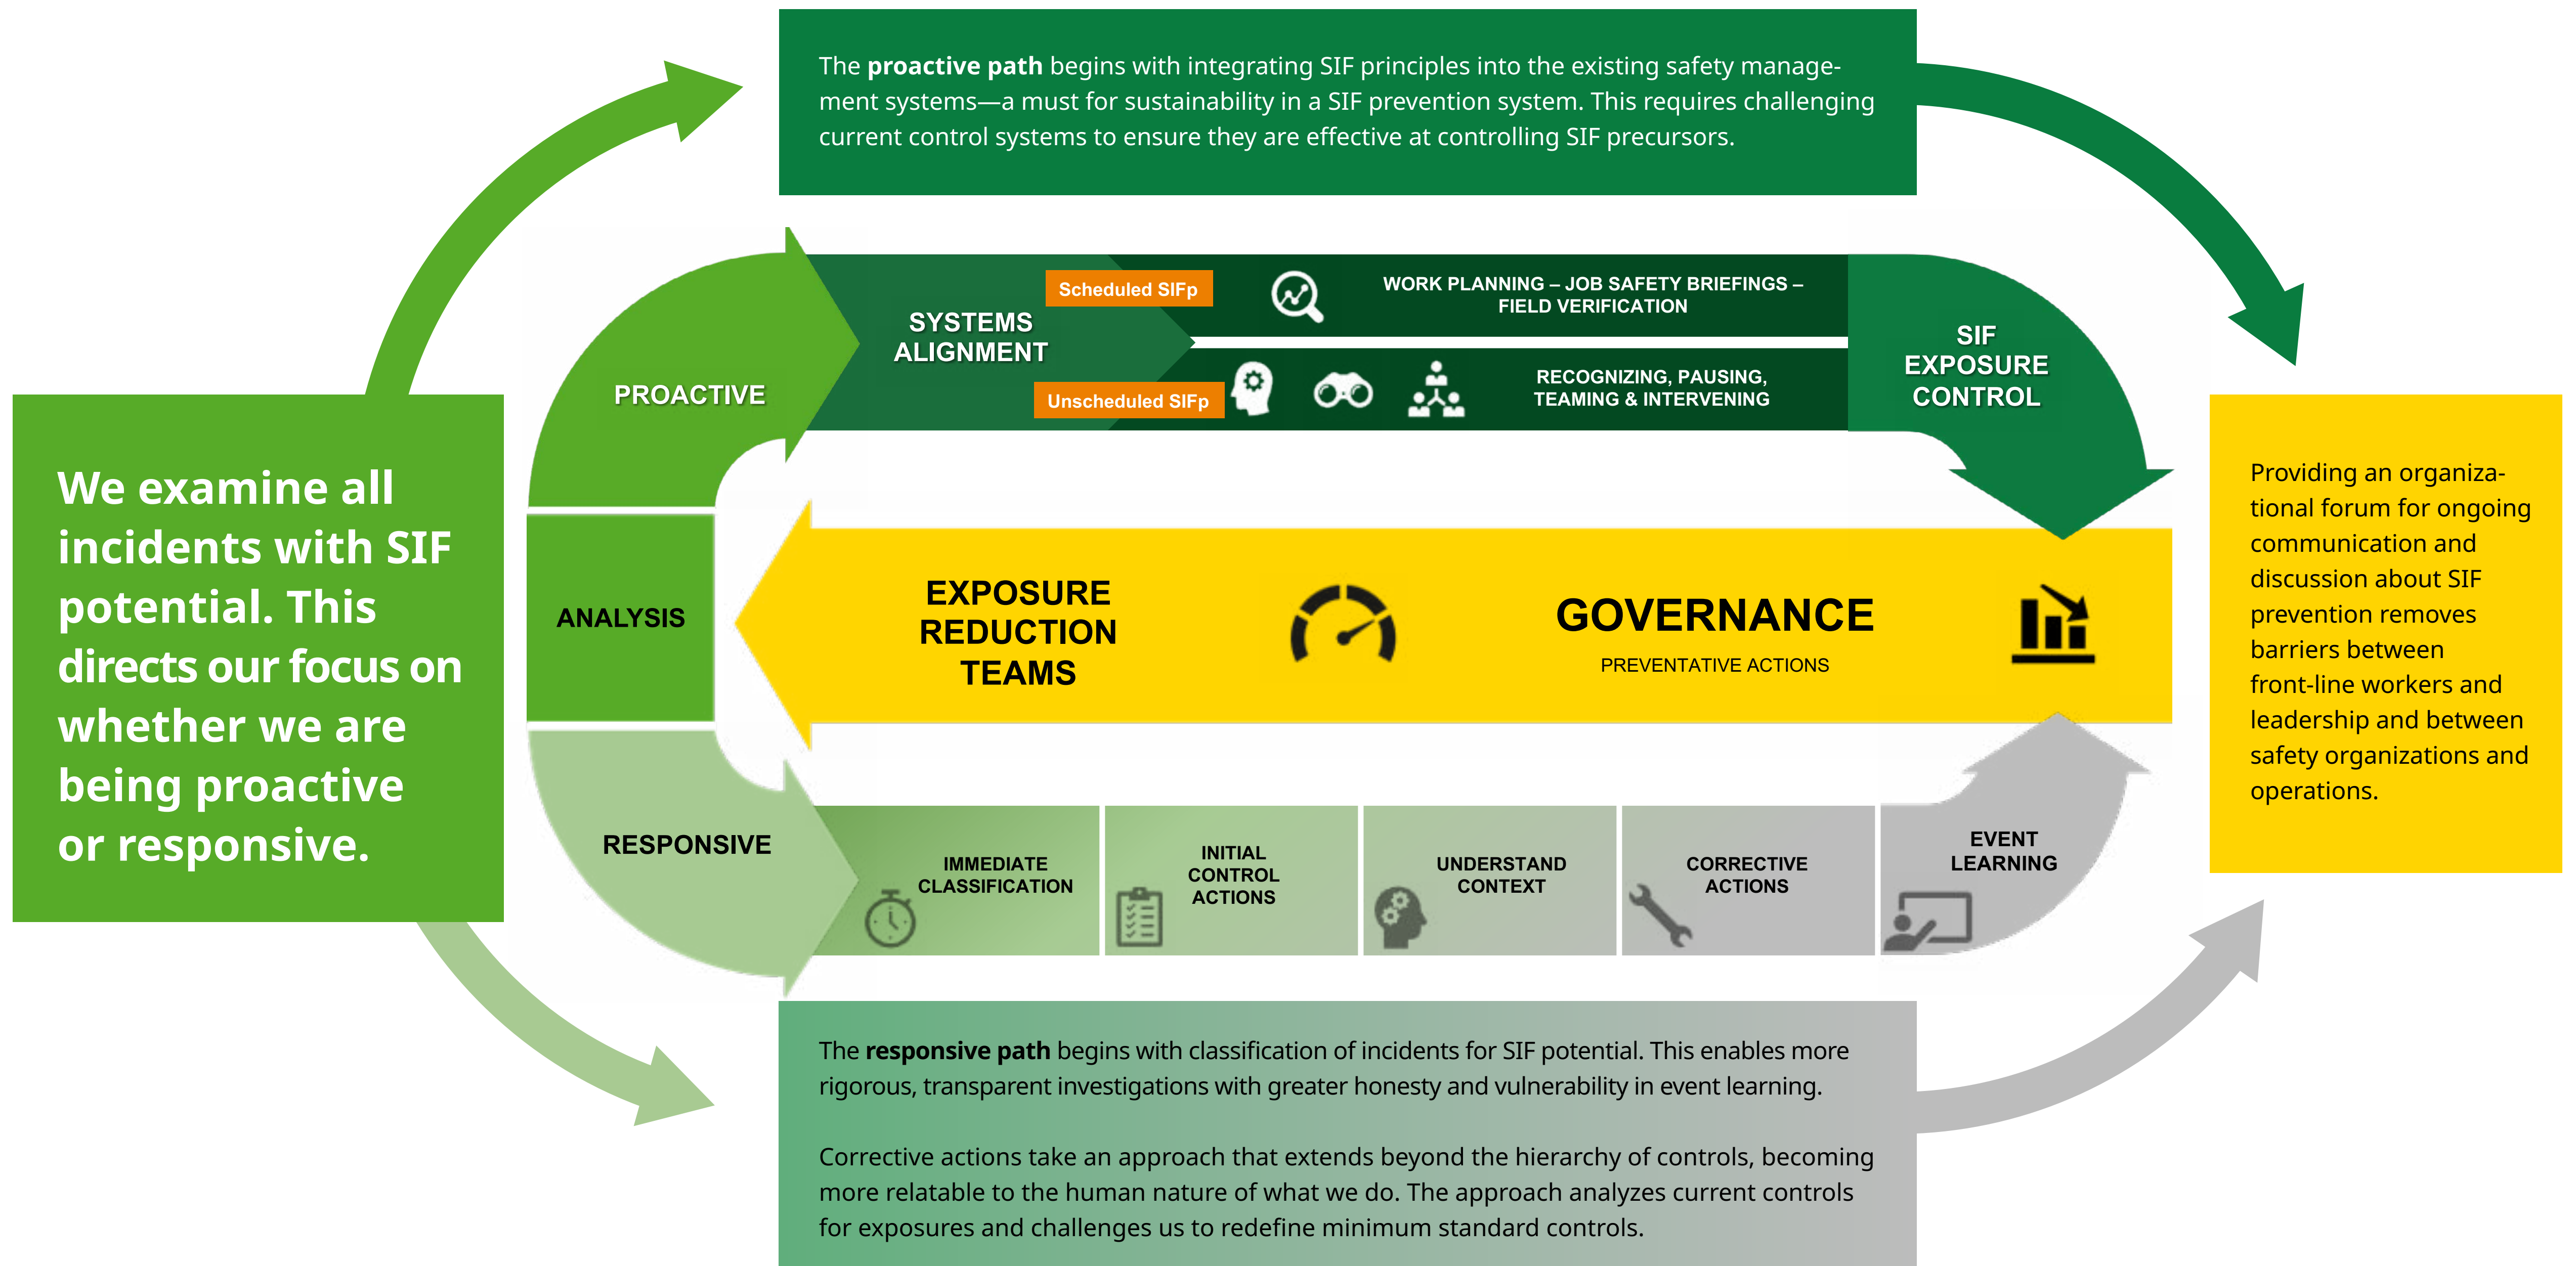 The proactive path begins with integrating SIF principles into the existing safety manage-
ment systems—a must for sustainability in a SIF prevention system. This requires challenging
current control systems to ensure they are effective at controlling SIF precursors.
We examine all
incidents with SIF
potential. This
directs our focus on
whether we are
being proactive
or responsive.
PROACTIVE
SYSTEMS
ALIGNMENT
Scheduled SIFp
WORK PLANNING – JOB SAFETY BRIEFINGS –
FIELD VERIFICATION
Unscheduled SIFp
RECOGNIZING, PAUSING,
TEAMING & INTERVENING
SIF
EXPOSURE
CONTROL
ANALYSIS
EXPOSURE
REDUCTION
TEAMS
GOVERNANCE
PREVENTATIVE ACTIONS
Providing an organiza-
tional forum for ongoing
communication and
discussion about SIF
prevention removes
barriers between
front-line workers and
leadership and between
safety organizations and
operations.
RESPONSIVE
IMMEDIATE
CLASSIFICATION
INITIAL
CONTROL
ACTIONS
UNDERSTAND
CONTEXT
CORRECTIVE
ACTIONS
EVENT
LEARNING
The responsive path begins with classification of incidents for SIF potential. This enables more
rigorous, transparent investigations with greater honesty and vulnerability in event learning.
Corrective actions take an approach that extends beyond the hierarchy of controls, becoming
more relatable to the human nature of what we do. The approach analyzes current controls
for exposures and challenges us to redefine minimum standard controls.